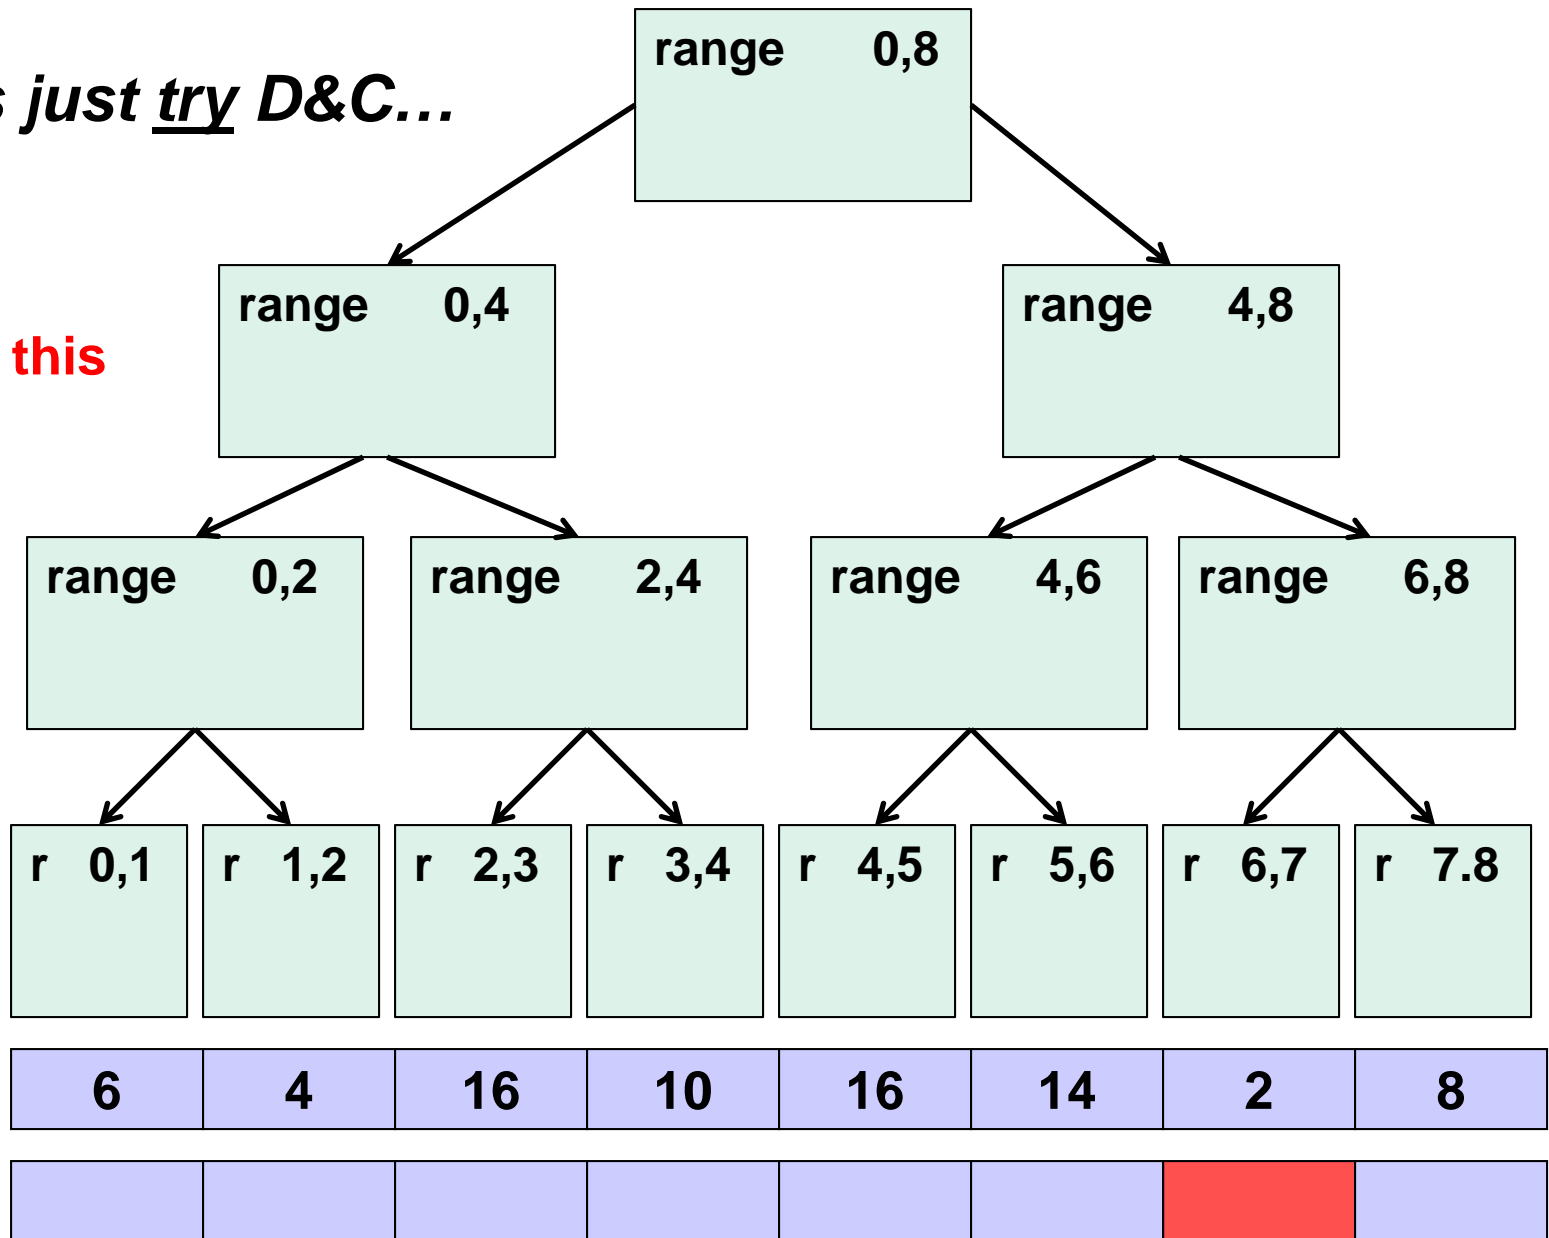 range 0,8
s just try D&C…
range 0,4
range 4,8
this
range 0,2
range 2,4
range 4,6
range 6,8
r 0,1
r 1,2
r 2,3
r 3,4
r 4,5
r 5,6
r 6,7
r 7.8
6 4 16 10 16 14 2 8